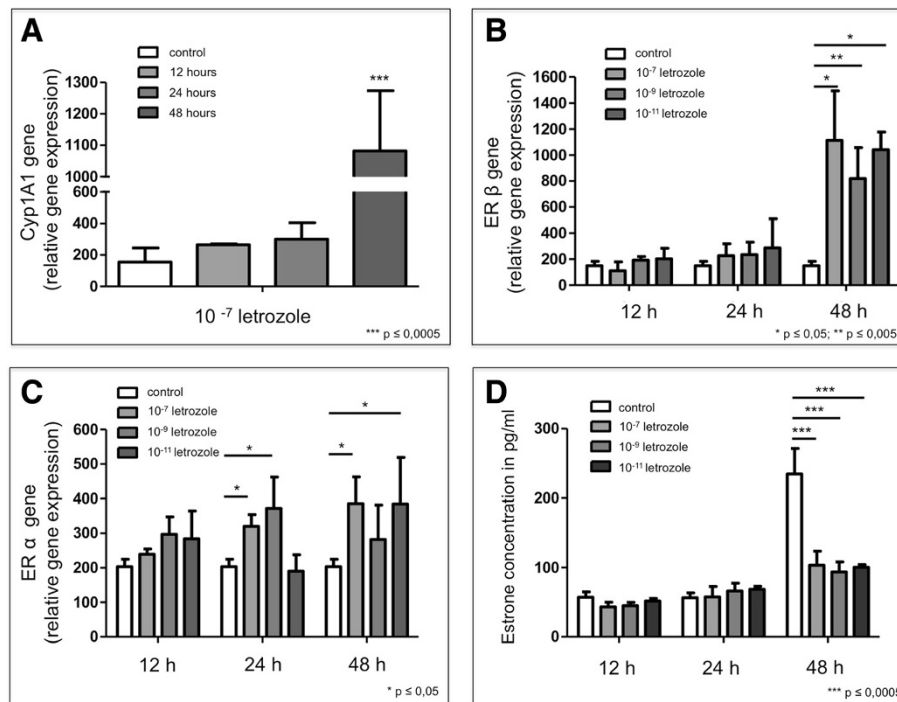 A
control
12 hours
24 hours
48 hours
***
Cyp1A1 gene
(relative gene expression)
1300
1200
1100
1000
600
400
200
0
10 -7 letrozole
*** p ≤ 0,0005
B
control
10-7 letrozole
10-9 letrozole
10-11 letrozole
*
**
*
ER β gene
(relative gene expression)
1600
1400
1200
1000
800
600
400
200
0
12 h
24 h
48 h
* p ≤ 0,05; ** p ≤ 0,005
C
control
10-7 letrozole
10-9 letrozole
10-11 letrozole
*
*
*
*
ER α gene
(relative gene expression)
600
500
400
300
200
100
0
12 h
24 h
48 h
* p ≤ 0,05
D
control
10-7 letrozole
10-9 letrozole
10-11 letrozole
***
***
***
Estrone concentration in pg/ml
300
200
100
0
12 h
24 h
48 h
*** p ≤ 0,0005